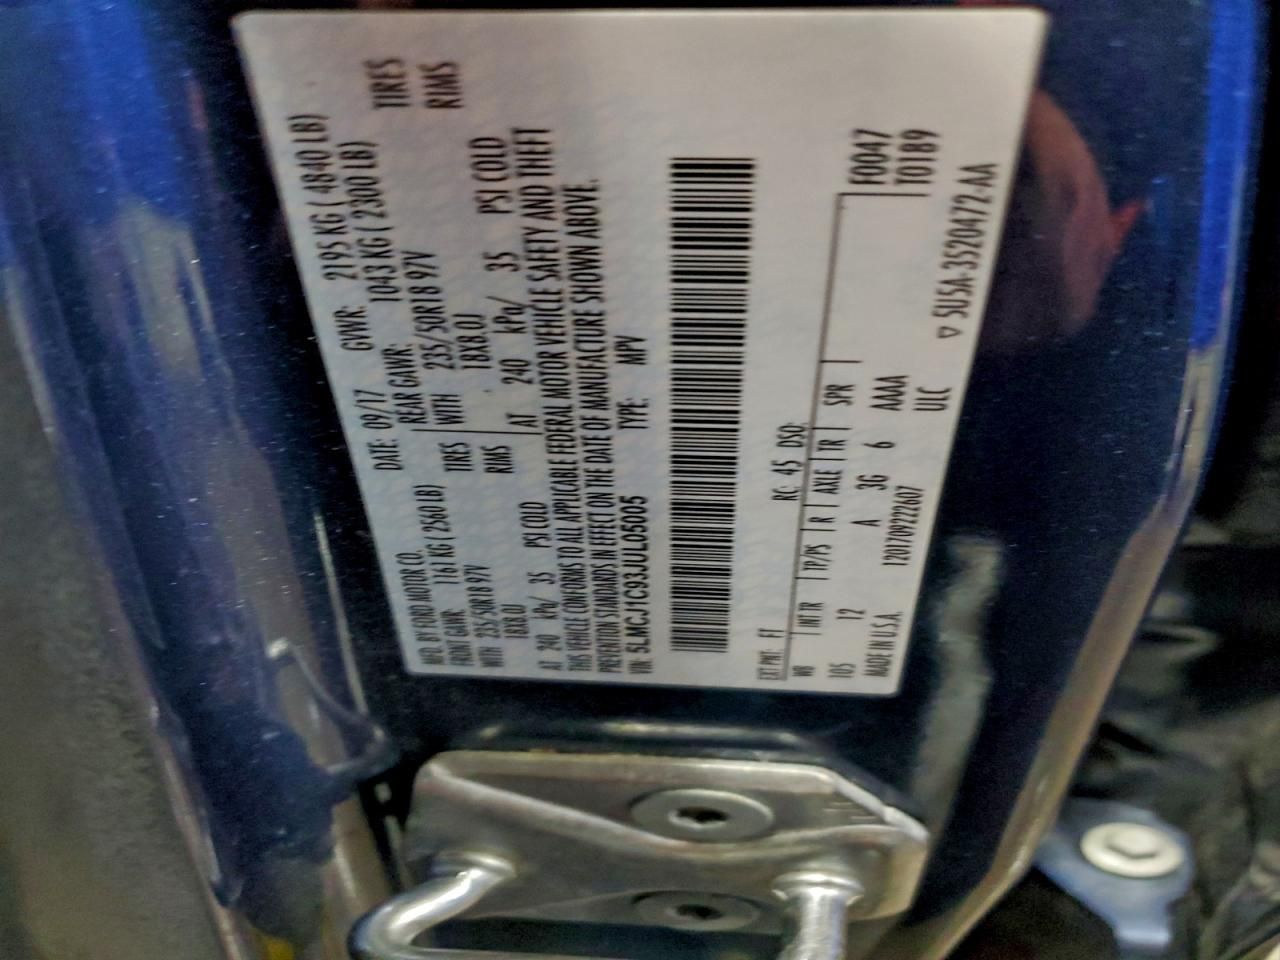 MFD. BY FORD MOTOR CO.
DATE: 09/17 GVWR: 2195 KG ( 4840 LB)
FRONT GAWR: 1161 KG ( 2560 LB) REAR GAWR: 1043 KG ( 2300 LB)
WITH 235/50R18 97V TIRES WITH 235/50R18 97V TIRES
18X8.0J RIMS 18X8.0J RIMS
AT 240 kPa/ 35 PSI COLD AT 240 kPa/ 35 PSI COLD
THIS VEHICLE CONFORMS TO ALL APPLICABLE FEDERAL MOTOR VEHICLE SAFETY AND THEFT
PREVENTION STANDARDS IN EFFECT ON THE DATE OF MANUFACTURE SHOWN ABOVE.
VIN: 5LMCJ1C93JUL05005 TYPE: MPV
EXT PNT: FT RC: 45 DSO: F0047
WB INT TR TP/PS R AXLE TR SPR T0189
105 12 A 3G 6 AAAA
MADE IN U.S.A. 1201709222607 ULC
▽ 5U5A-3520472-AA